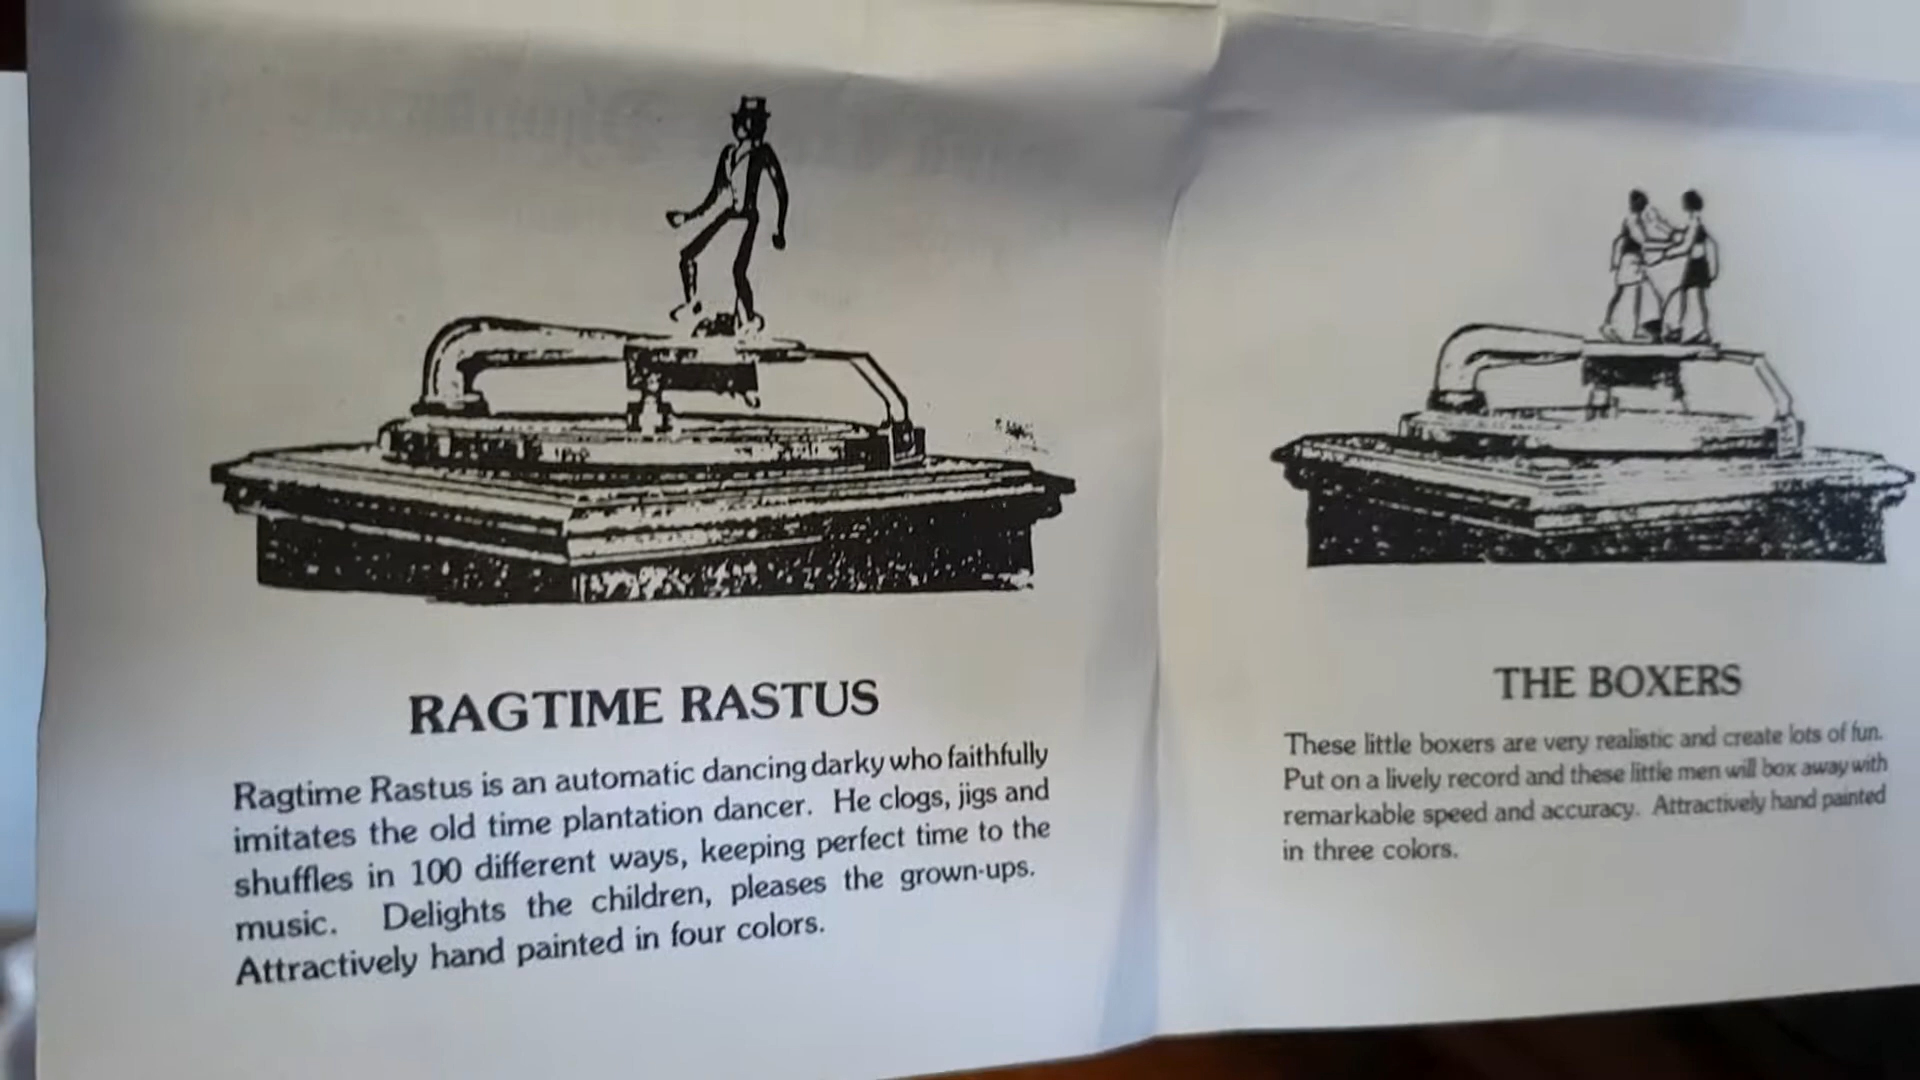 RAGTIME RASTUS
Ragtime Rastus is an automatic dancing darky who faithfully
imitates the old time plantation dancer. He clogs, jigs and
shuffles in 100 different ways, keeping perfect time to the
music. Delights the children, pleases the grown-ups.
Attractively hand painted in four colors.
THE BOXERS
These little boxers are very realistic and create lots of fun.
Put on a lively record and these little men will box away with
remarkable speed and accuracy. Attractively hand painted
in three colors.